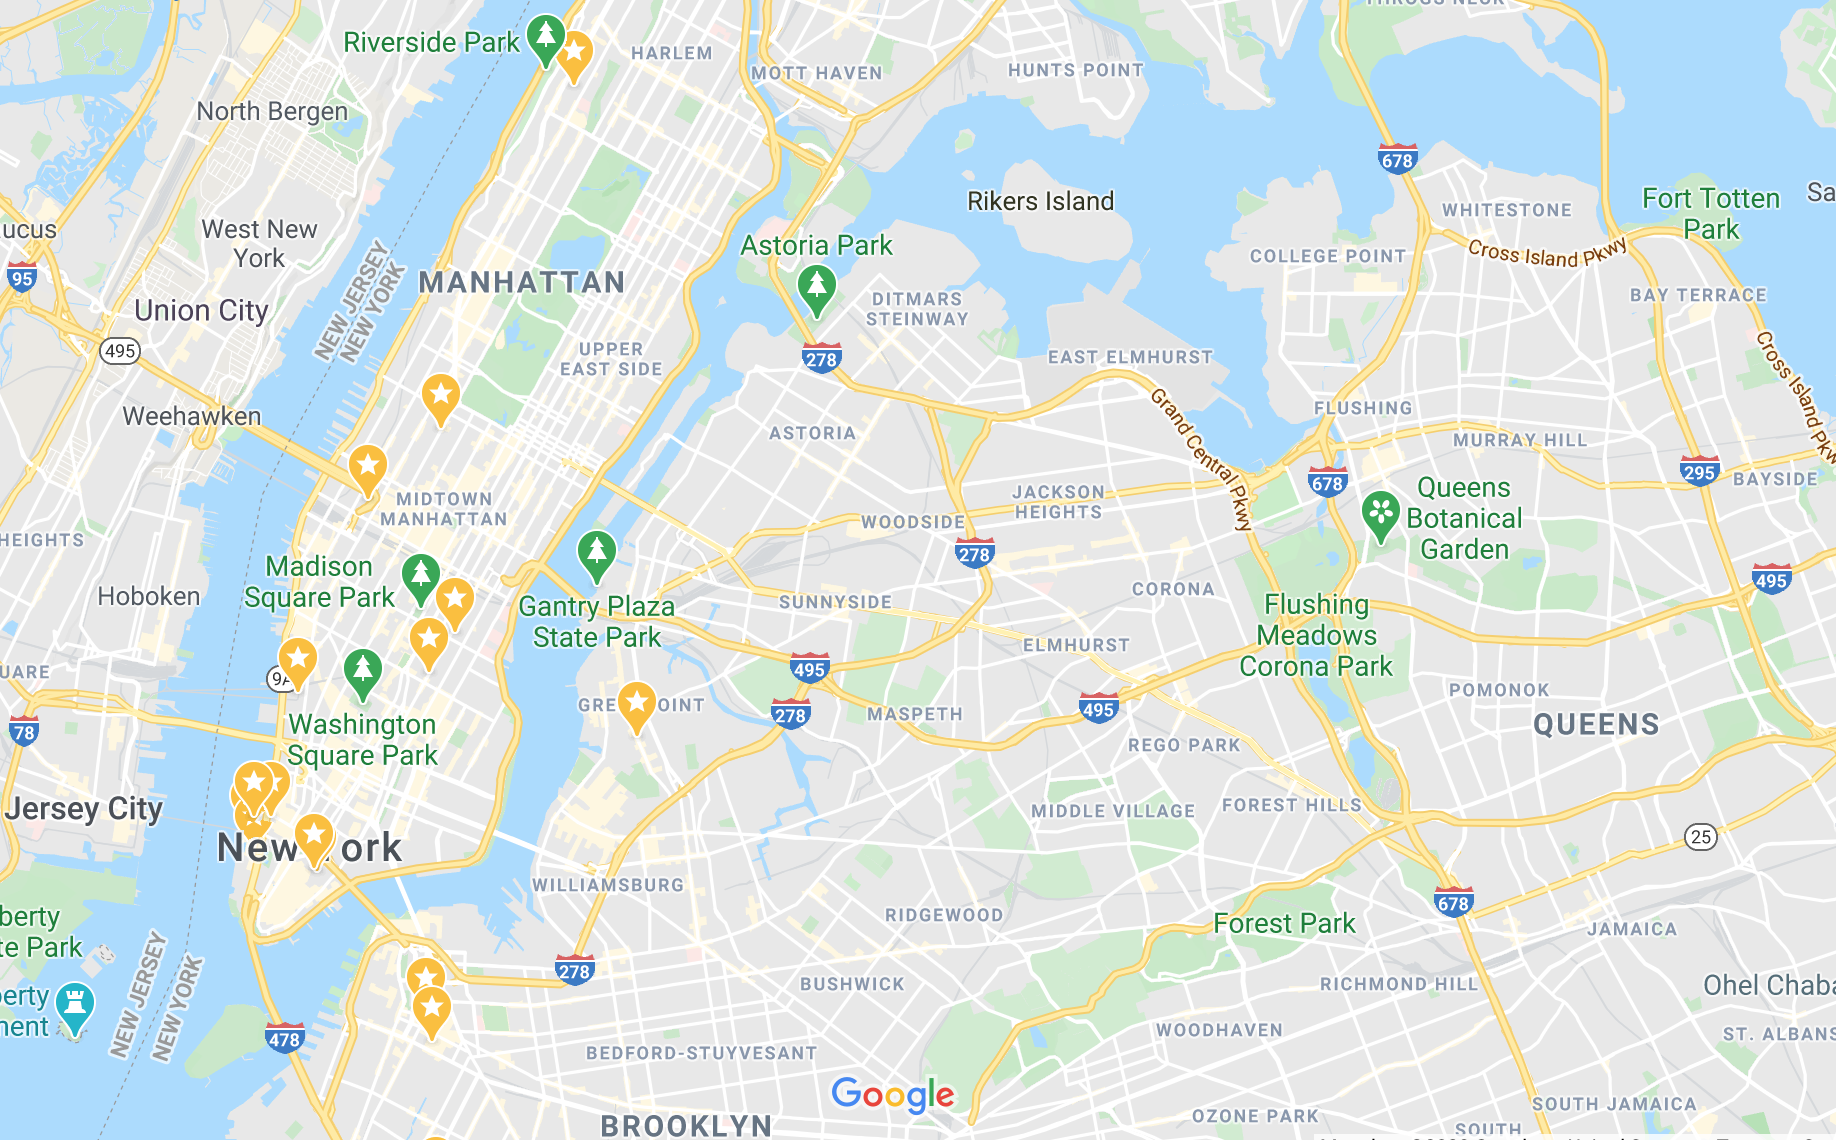 Riverside Park
HARLEM
MOTT HAVEN
HUNTS POINT
North Bergen
678
Rikers Island
WHITESTONE
Fort Totten
Park
Sa
West New
York
ucus
Astoria Park
COLLEGE POINT
Cross Island Pkwy
95
NEW JERSEY
NEW YORK
MANHATTAN
Union City
DITMARS
STEINWAY
BAY TERRACE
495
UPPER
EAST SIDE
278
EAST ELMHURST
Cross Island Pkw
Weehawken
ASTORIA
Grand Central Pkwy
FLUSHING
MURRAY HILL
295
BAYSIDE
MIDTOWN
MANHATTAN
JACKSON
HEIGHTS
678
Queens
Botanical
Garden
WOODSIDE
HEIGHTS
278
Madison
Square Park
Hoboken
Gantry Plaza
State Park
SUNNYSIDE
CORONA
495
Flushing
Meadows
Corona Park
ELMHURST
UARE
9A
495
POMONOK
GRE
OINT
278
MASPETH
495
QUEENS
78
Washington
Square Park
REGO PARK
Jersey City
MIDDLE VILLAGE
FOREST HILLS
New
ork
25
WILLIAMSBURG
RIDGEWOOD
678
Forest Park
JAMAICA
berty
te Park
NEW JERSEY
NEW YORK
278
BUSHWICK
RICHMOND HILL
Ohel Chaba
berty
ment
478
WOODHAVEN
ST. ALBANS
BEDFORD-STUYVESANT
Google
BROOKLYN
OZONE PARK
SOUTH JAMAICA
SOUTH